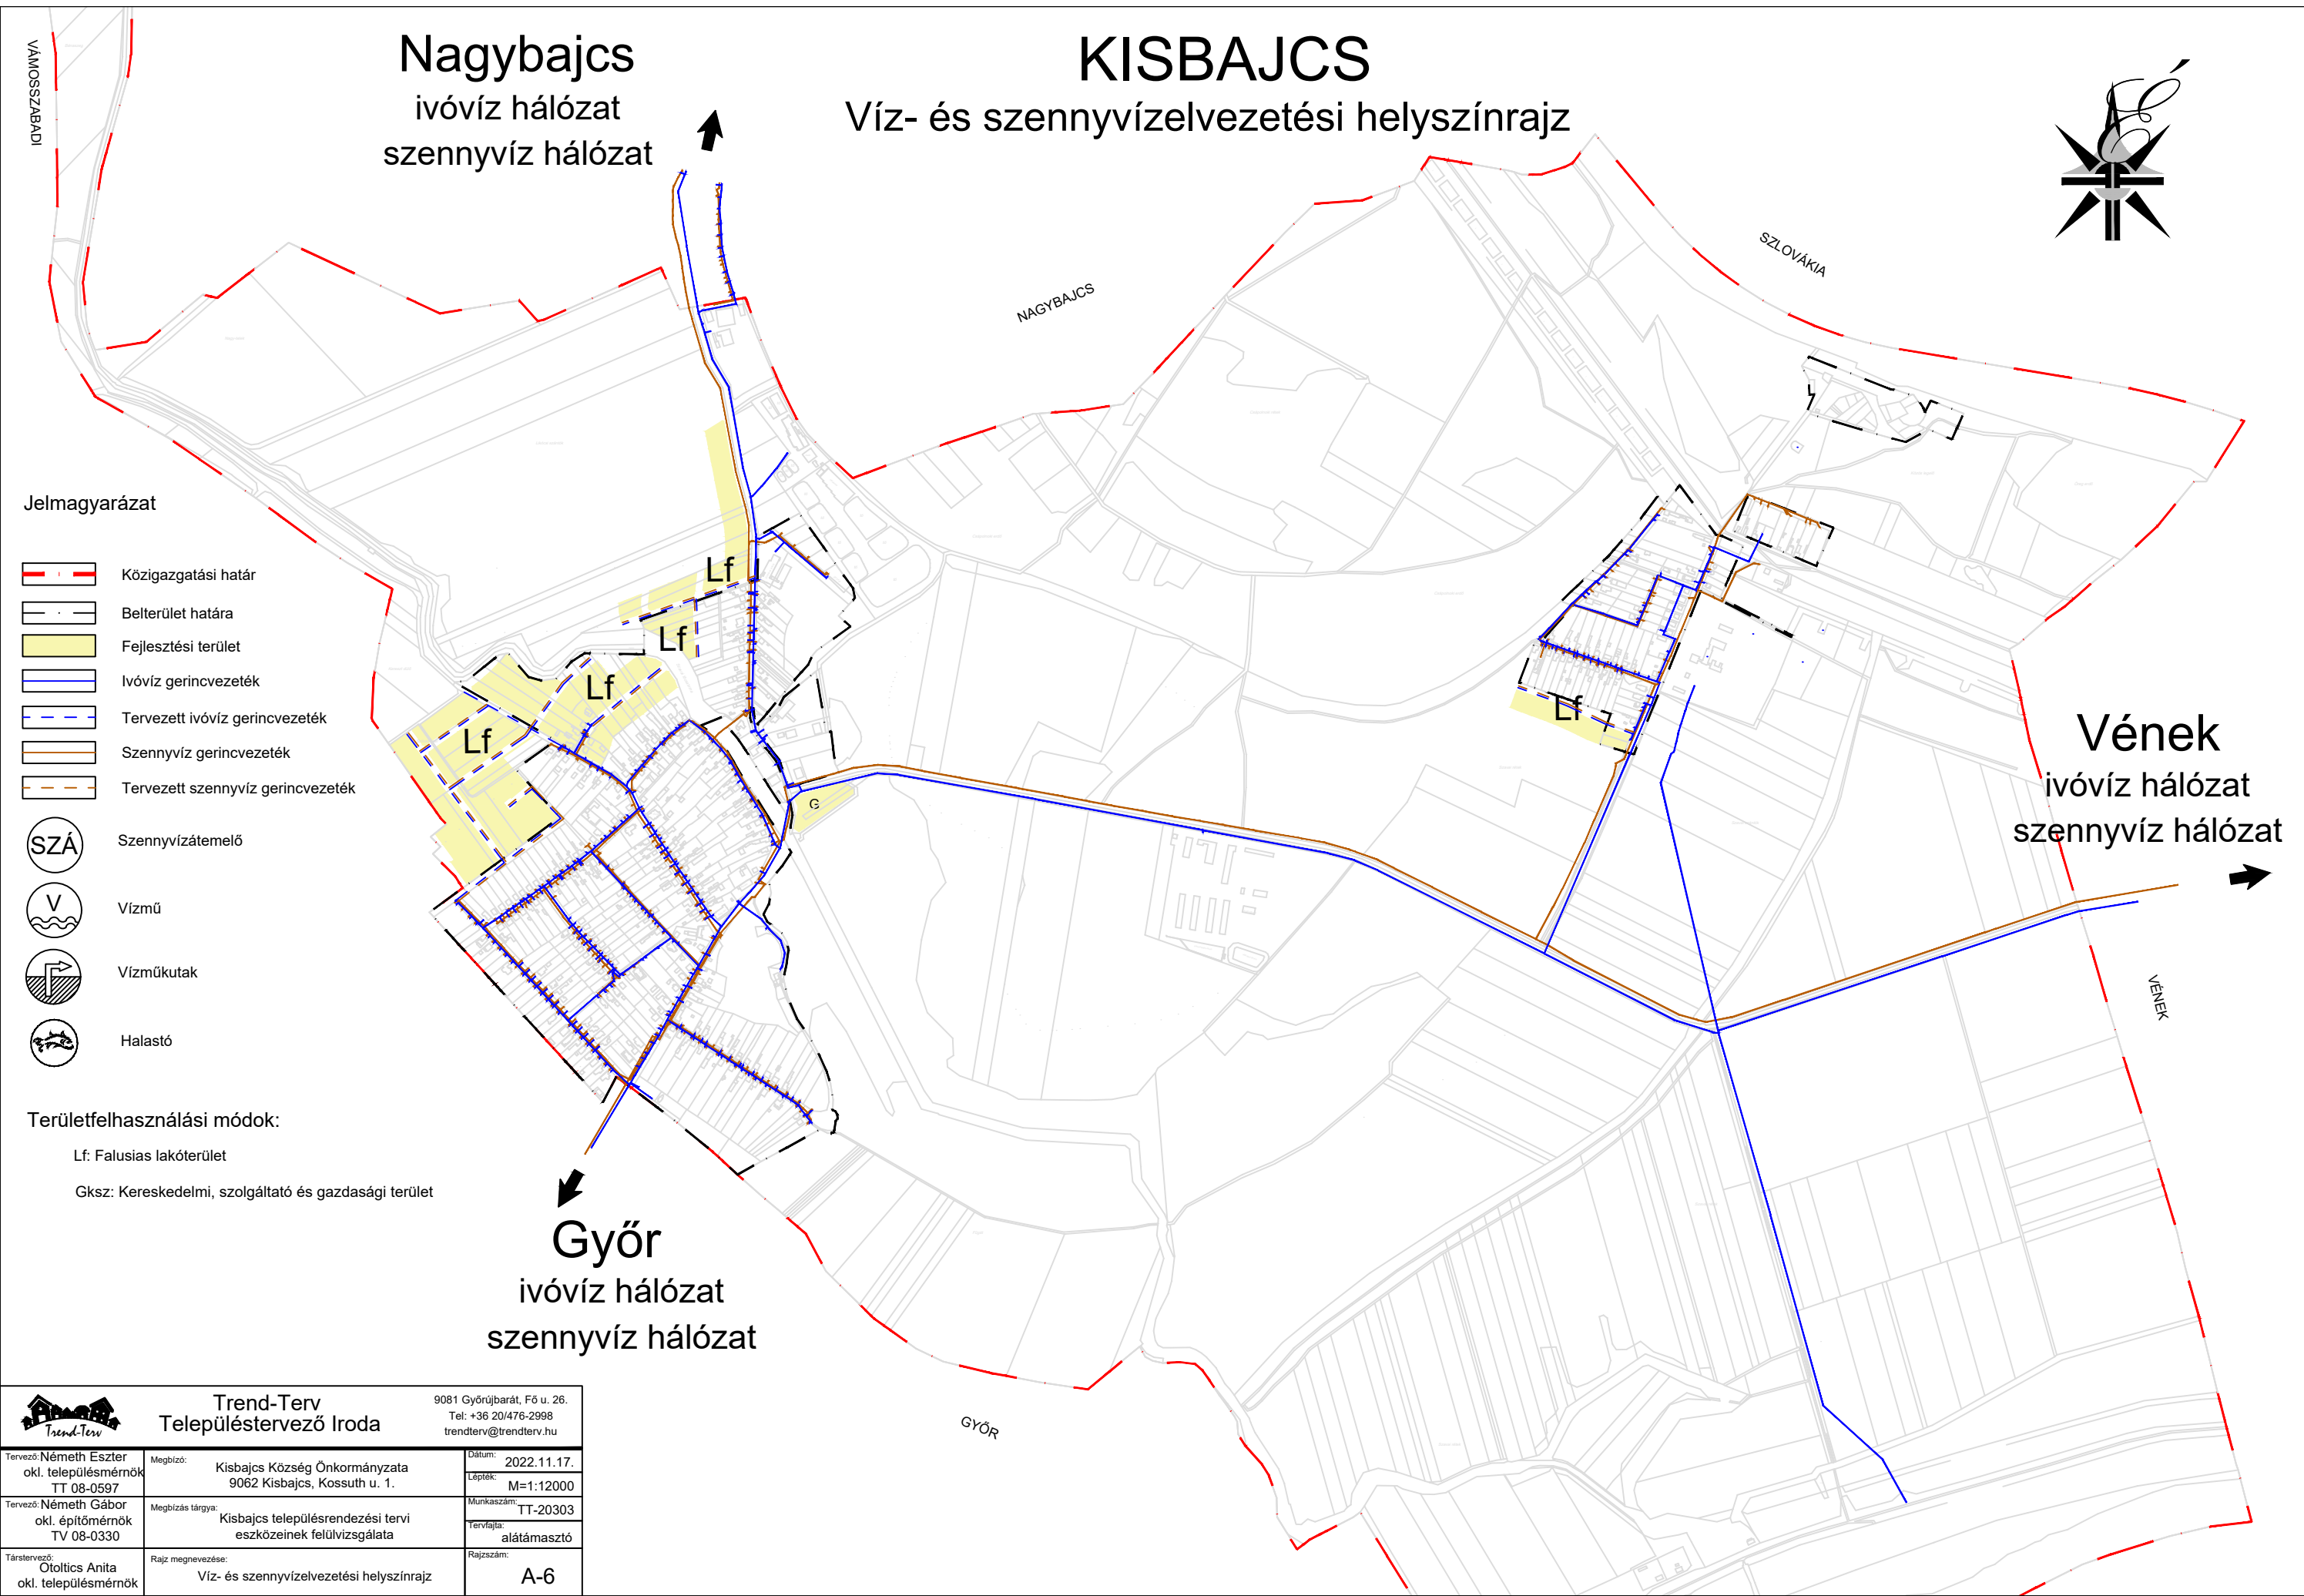 KISBAJCS
Víz- és szennyvízelvezetési helyszínrajz
Nagybajcs
ivóvíz hálózat
szennyvíz hálózat
É
VÁMOSSZABADI
NAGYBAJCS
SZLOVÁKIA
Jelmagyarázat
Közigazgatási határ
Belterület határa
Fejlesztési terület
Ivóvíz gerincvezeték
Tervezett ivóvíz gerincvezeték
Szennyvíz gerincvezeték
Tervezett szennyvíz gerincvezeték
SZÁ Szennyvízátemelő
V Vízmű
Vízműkutak
Halastó
Területfelhasználási módok:
Lf: Falusias lakóterület
Gksz: Kereskedelmi, szolgáltató és gazdasági terület
Lf
Lf
Lf
Lf
Lf
G
Vének
ivóvíz hálózat
szennyvíz hálózat
VÉNEK
Győr
ivóvíz hálózat
szennyvíz hálózat
GYŐR
Trend-Terv
Trend-Terv
Településtervező Iroda
9081 Győrújbarát, Fő u. 26.
Tel: +36 20/476-2998
trendterv@trendterv.hu
Tervező: Németh Eszter
okl. településmérnök
TT 08-0597
Megbízó:
Kisbajcs Község Önkormányzata
9062 Kisbajcs, Kossuth u. 1.
Dátum:
2022.11.17.
Lépték:
M=1:12000
Tervező: Németh Gábor
okl. építőmérnök
TV 08-0330
Megbízás tárgya:
Kisbajcs településrendezési tervi
eszközeinek felülvizsgálata
Munkaszám:
TT-20303
Tervfajta:
alátámasztó
Társtervező:
Otoltics Anita
okl. településmérnök
Rajz megnevezése:
Víz- és szennyvízelvezetési helyszínrajz
Rajzszám:
A-6